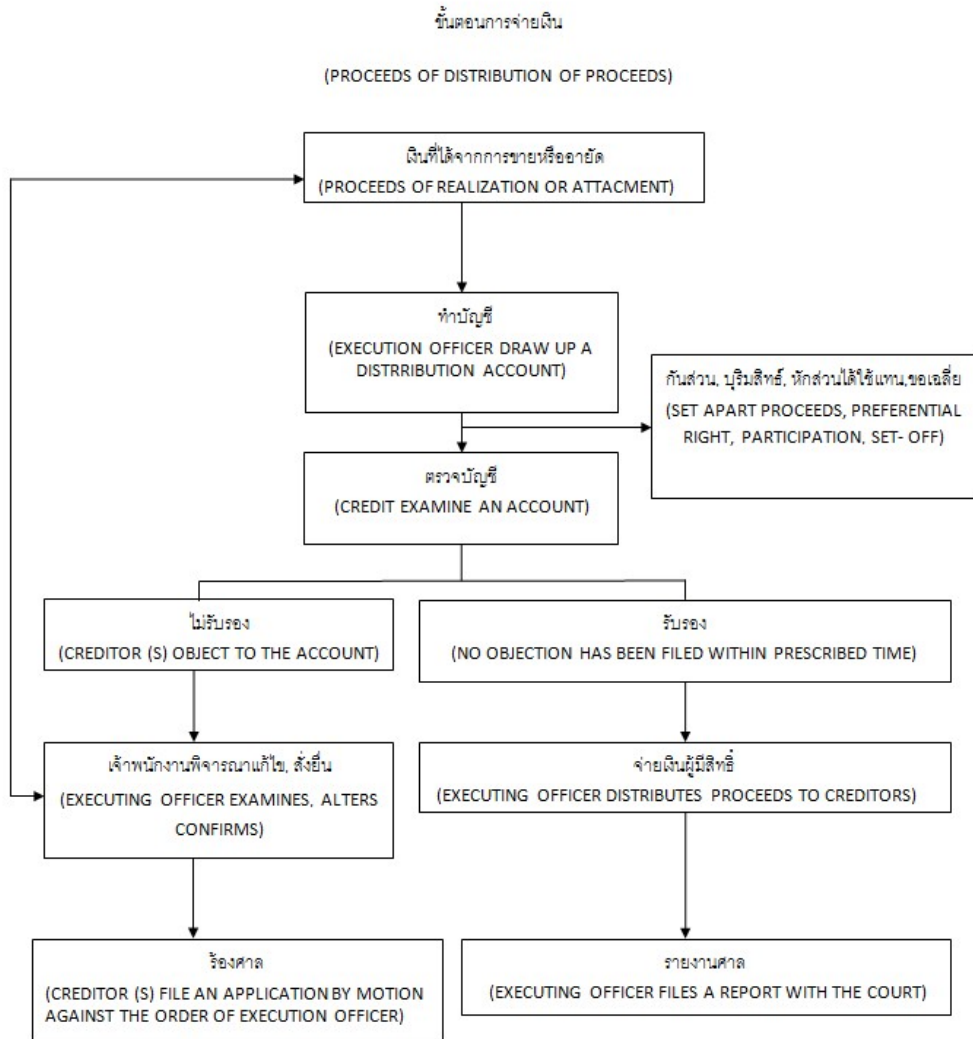 ขั้นตอนการจ่ายเงิน
(PROCEEDS OF DISTRIBUTION OF PROCEEDS)
เงินที่ได้จากการขายหรืออายัด
(PROCEEDS OF REALIZATION OR ATTACMENT)
ทำบัญชี
(EXECUTION OFFICER DRAW UP A
DISTRRIBUTION ACCOUNT)
กันส่วน, บุริมสิทธ์, หักส่วนได้ใช้แทน,ขอเฉลี่ย
(SET APART PROCEEDS, PREFERENTIAL
RIGHT, PARTICIPATION, SET- OFF)
ตรวจบัญชี
(CREDIT EXAMINE AN ACCOUNT)
ไม่รับรอง
(CREDITOR (S) OBJECT TO THE ACCOUNT)
รับรอง
(NO OBJECTION HAS BEEN FILED WITHIN PRESCRIBED TIME)
เจ้าพนักงานพิจารณาแก้ไข, สั่งยื่น
(EXECUTING OFFICER EXAMINES, ALTERS
CONFIRMS)
จ่ายเงินผู้มีสิทธิ์
(EXECUTING OFFICER DISTRIBUTES PROCEEDS TO CREDITORS)
ร้องศาล
(CREDITOR (S) FILE AN APPLICATION BY MOTION
AGAINST THE ORDER OF EXECUTION OFFICER)
รายงานศาล
(EXECUTING OFFICER FILES A REPORT WITH THE COURT)